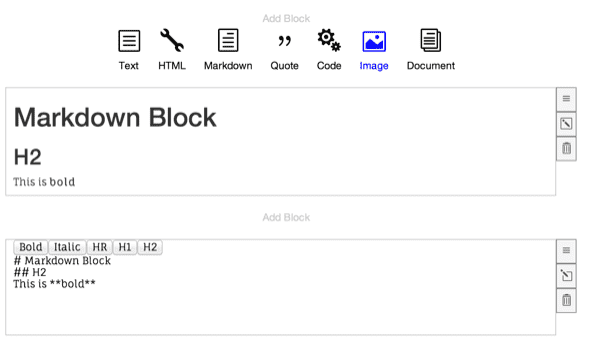 Add Block
Text HTML Markdown Quote Code Image Document
Markdown Block
H2
This is bold
Add Block
Bold Italic HR H1 H2
# Markdown Block
## H2
This is **bold**